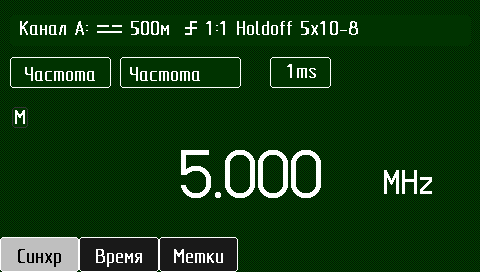 Канал А: 500м 1:1 Holdoff 5x10-8
Частота Частота 1ms
М
5.000 MHz
Синхр Время Метки